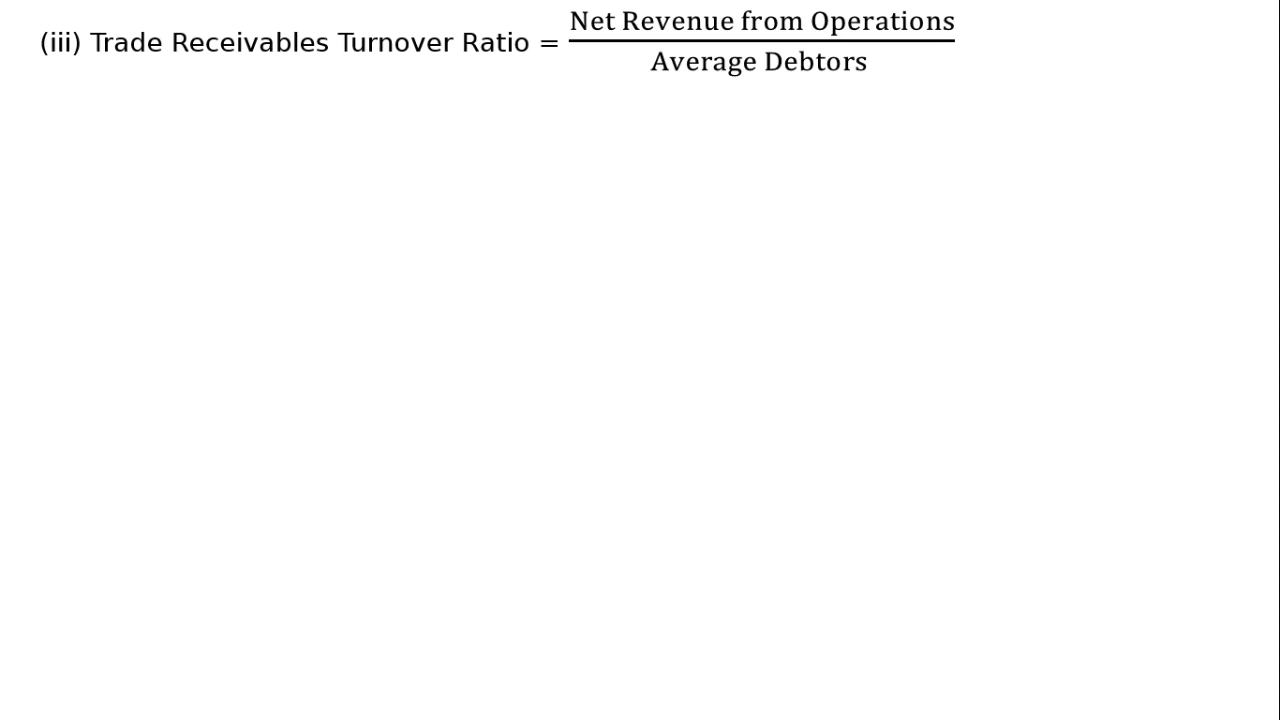 (iii) Trade Receivables Turnover Ratio = Net Revenue from Operations
Average Debtors